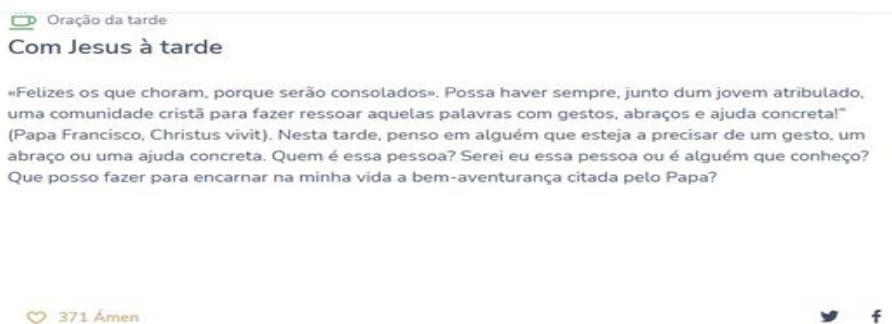 Oração da tarde
Com Jesus à tarde
«Felizes os que choram, porque serão consolados». Possa haver sempre, junto dum jovem atribulado,
uma comunidade cristã para fazer ressoar aquelas palavras com gestos, abraços e ajuda concreta!”
(Papa Francisco, Christus vivit). Nesta tarde, penso em alguém que esteja a precisar de um gesto, um
abraço ou uma ajuda concreta. Quem é essa pessoa? Serei eu essa pessoa ou é alguém que conheço?
Que posso fazer para encarnar na minha vida a bem-aventurança citada pelo Papa?
371 Ámen